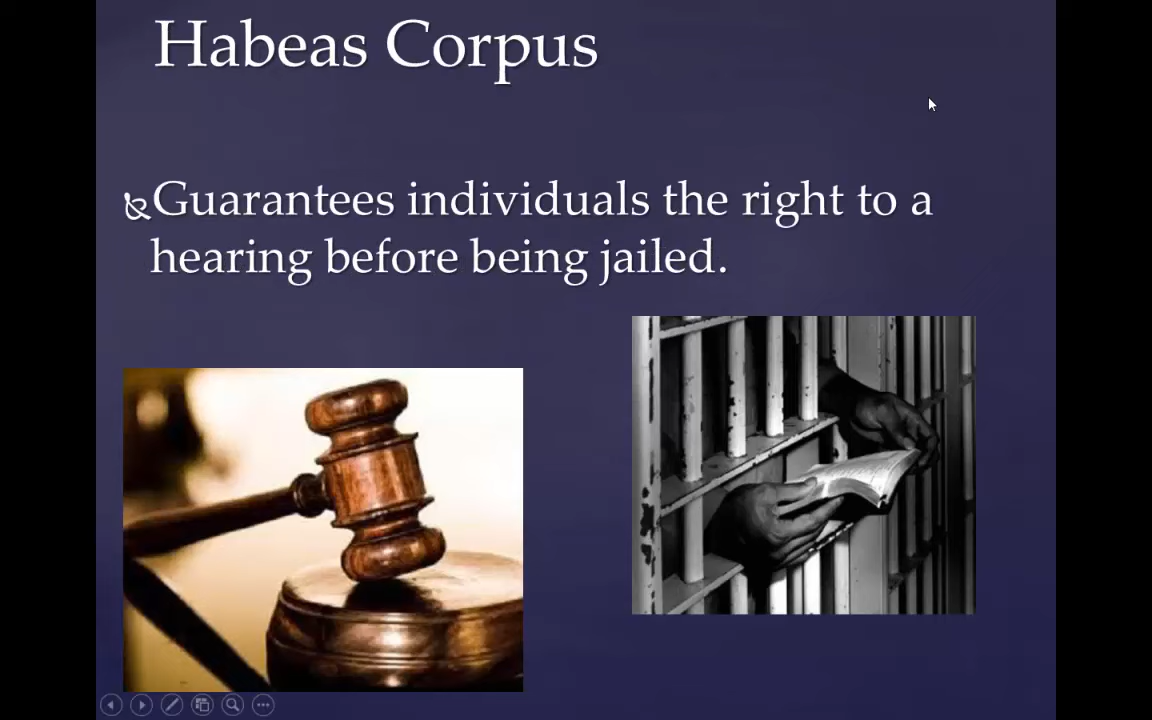 Habeas Corpus
Guarantees individuals the right to a
hearing before being jailed.